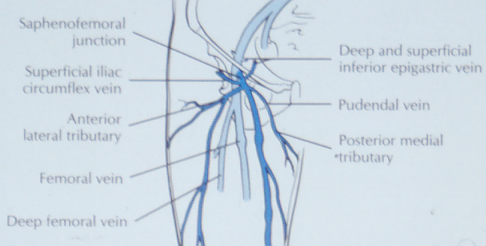 Saphenofemoral
junction
Superficial iliac
circumflex vein
Anterior
lateral tributary
Femoral vein
Deep femoral vein
Deep and superficial
inferior epigastric vein
Pudendal vein
Posterior medial
tributary